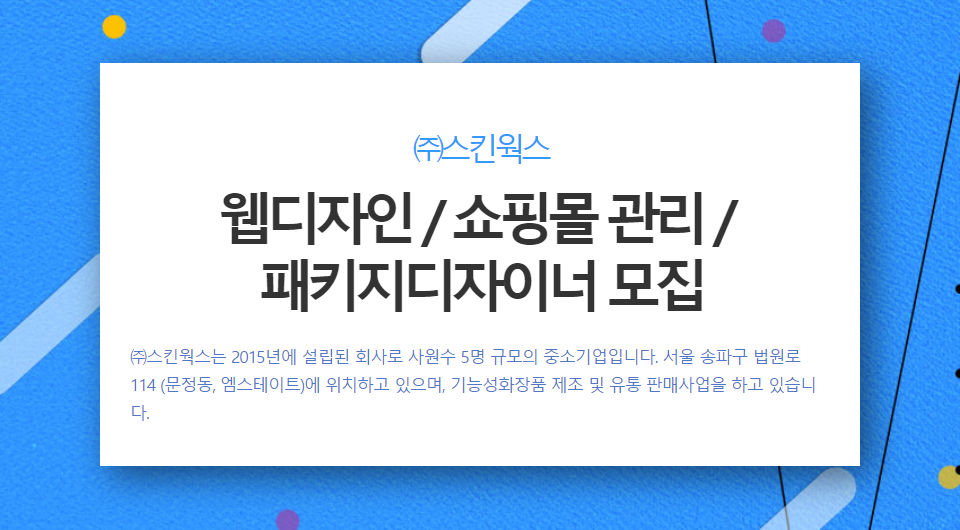 ㈜스킨웍스
웹디자인 / 쇼핑몰 관리 /
패키지디자이너 모집
㈜스킨웍스는 2015년에 설립된 회사로 사원수 5명 규모의 중소기업입니다. 서울 송파구 법원로
114 (문정동, 엠스테이트)에 위치하고 있으며, 기능성화장품 제조 및 유통 판매사업을 하고 있습니
다.